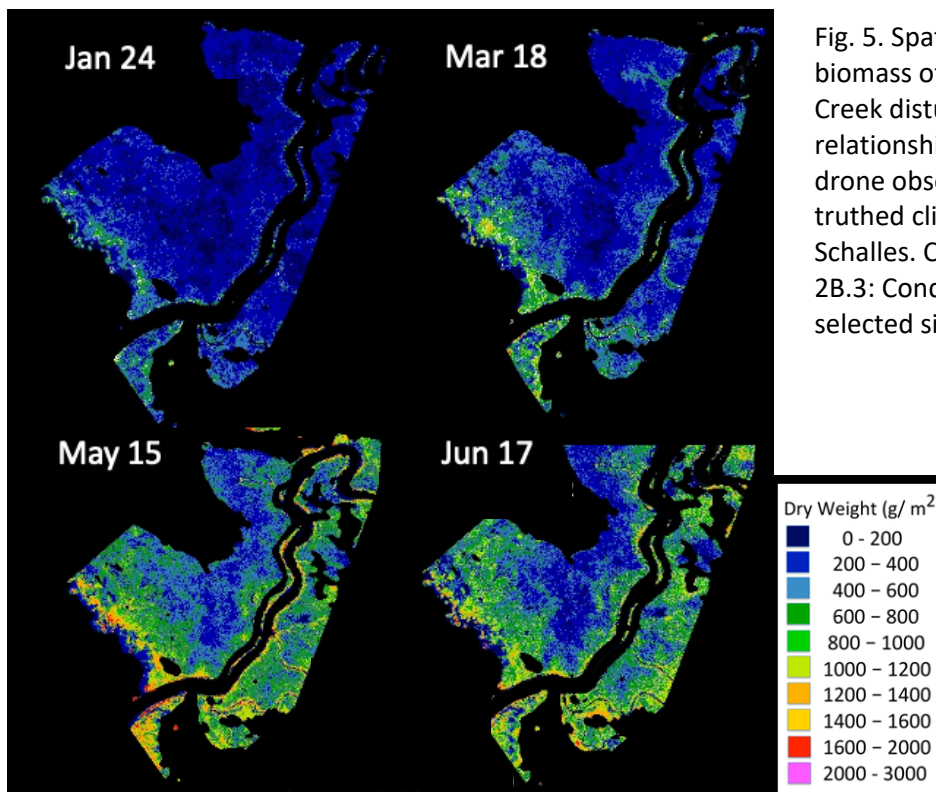 Jan 24
Mar 18
May 15
Jun 17
Fig. 5. Spa
biomass o
Creek distu
relationshi
drone obse
truthed cli
Schalles. C
2B.3: Cond
selected si
Dry Weight (g/ m2
0 - 200
200 – 400
400 – 600
600 – 800
800 – 1000
1000 – 1200
1200 – 1400
1400 – 1600
1600 – 2000
2000 - 3000